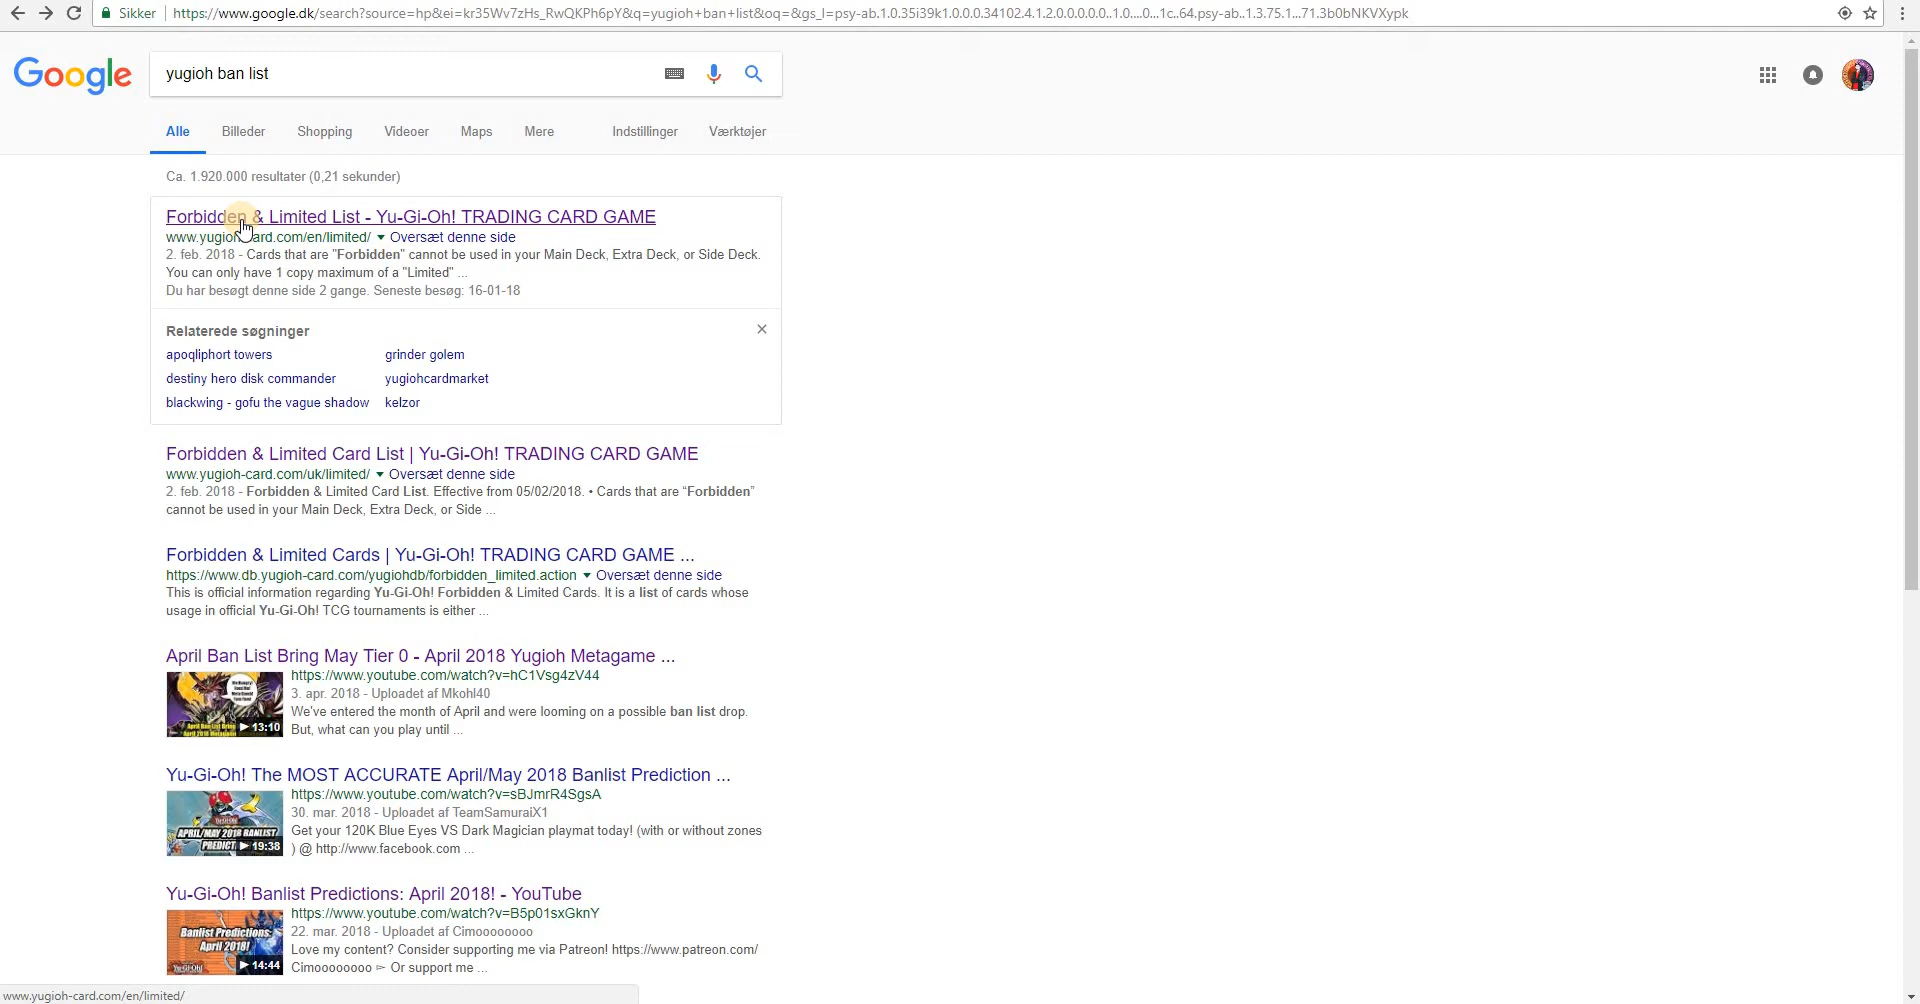 Sikker
https://www.google.dk/search?source=hp&ei=kr35Wv7zHs_RwQKPh6pY&q=yugioh+ban+list&oq=&gs_l=psy-ab.1.0.35i39k1.0.0.0.34102.4.1.2.0.0.0.0.0..1.0....0...1c..64.psy-ab..1.3.75.1...71.3b0bNKVXypk
Google
yugioh ban list
Alle Billeder Shopping Videoer Maps Mere Indstillinger Værktøjer
Ca. 1.920.000 resultater (0,21 sekunder)
Forbidden & Limited List - Yu-Gi-Oh! TRADING CARD GAME
Oversæt denne side
2. feb. 2018 - Cards that are "Forbidden" cannot be used in your Main Deck, Extra Deck, or Side Deck.
You can only have 1 copy maximum of a "Limited" ...
Du har besøgt denne side 2 gange. Seneste besøg: 16-01-18
Relaterede søgninger
apoqliphort towers grinder golem
destiny hero disk commander yugiohcardmarket
blackwing - gofu the vague shadow kelzor
Forbidden & Limited Card List | Yu-Gi-Oh! TRADING CARD GAME
www.yugioh-card.com/uk/limited/ Oversæt denne side
2. feb. 2018 - Forbidden & Limited Card List. Effective from 05/02/2018. • Cards that are “Forbidden”
cannot be used in your Main Deck, Extra Deck, or Side ...
Forbidden & Limited Cards | Yu-Gi-Oh! TRADING CARD GAME ...
https://www.db.yugioh-card.com/yugiohdb/forbidden_limited.action Oversæt denne side
This is official information regarding Yu-Gi-Oh! Forbidden & Limited Cards. It is a list of cards whose
usage in official Yu-Gi-Oh! TCG tournaments is either ...
April Ban List Bring May Tier 0 - April 2018 Yugioh Metagame ...
https://www.youtube.com/watch?v=hC1Vsg4zV44
3. apr. 2018 - Uploadet af Mkohl40
We've entered the month of April and were looming on a possible ban list drop.
But, what can you play until ...
April Ban List Bring
April 2018 Metagame
13:10
Yu-Gi-Oh! The MOST ACCURATE April/May 2018 Banlist Prediction ...
https://www.youtube.com/watch?v=sBJmrR4SgsA
30. mar. 2018 - Uploadet af TeamSamuraiX1
Get your 120K Blue Eyes VS Dark Magician playmat today! (with or without zones
) @ http://www.facebook.com ...
APRIL/MAY 2018 BANLIST
PREDICT
19:38
Yu-Gi-Oh! Banlist Predictions: April 2018! - YouTube
https://www.youtube.com/watch?v=B5p01sxGknY
22. mar. 2018 - Uploadet af Cimoooooooo
Love my content? Consider supporting me via Patreon! https://www.patreon.com/
Cimoooooooo ⊳ Or support me ...
Banlist Predictions:
April 2018!
Yu-Gi-Oh!
14:44
www.yugioh-card.com/en/limited/